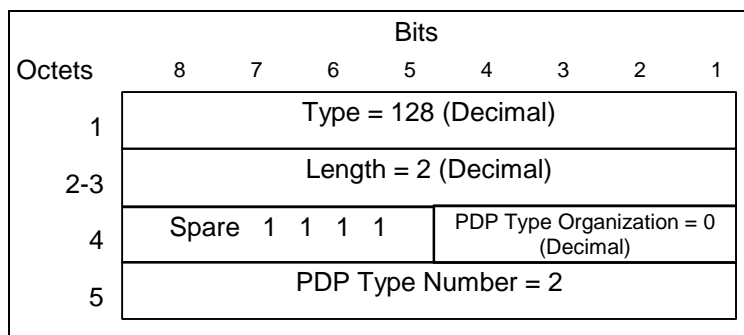 Bits
Octets 8 7 6 5 4 3 2 1
1 Type = 128 (Decimal)
2-3 Length = 2 (Decimal)
4 Spare 1 1 1 1 PDP Type Organization = 0
(Decimal)
5 PDP Type Number = 2